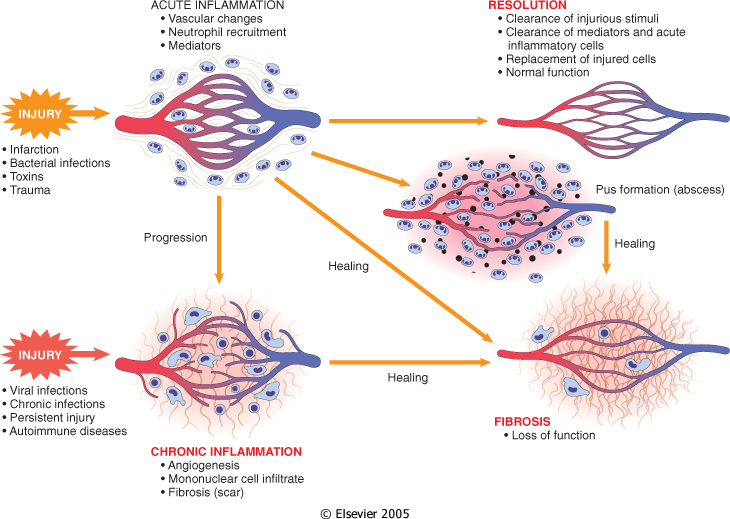 ACUTE INFLAMMATION
• Vascular changes
• Neutrophil recruitment
• Mediators
RESOLUTION
• Clearance of injurious stimuli
• Clearance of mediators and acute
inflammatory cells
• Replacement of injured cells
• Normal function
INJURY
• Infarction
• Bacterial infections
• Toxins
• Trauma
Pus formation (abscess)
Progression
Healing
Healing
INJURY
• Viral infections
• Chronic infections
• Persistent injury
• Autoimmune diseases
Healing
CHRONIC INFLAMMATION
• Angiogenesis
• Mononuclear cell infiltrate
• Fibrosis (scar)
FIBROSIS
• Loss of function
© Elsevier 2005